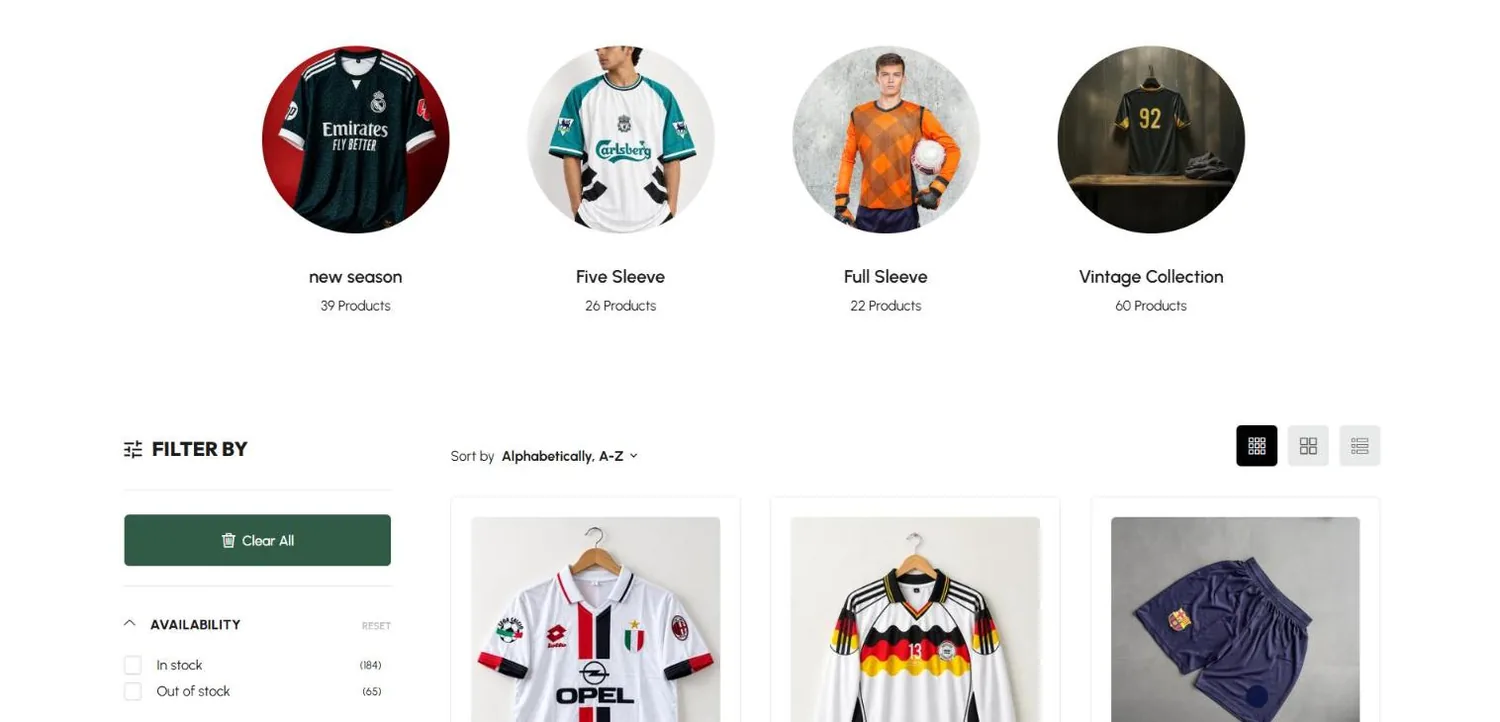 Emirates
FLY BETTER
Carlsberg
92
new season
Five Sleeve
Full Sleeve
Vintage Collection
39 Products
26 Products
22 Products
60 Products
FILTER BY
Sort by Alphabetically, A-Z
Clear All
AVAILABILITY
RESET
In stock
(184)
Out of stock
(65)
lotto
13
OPEL